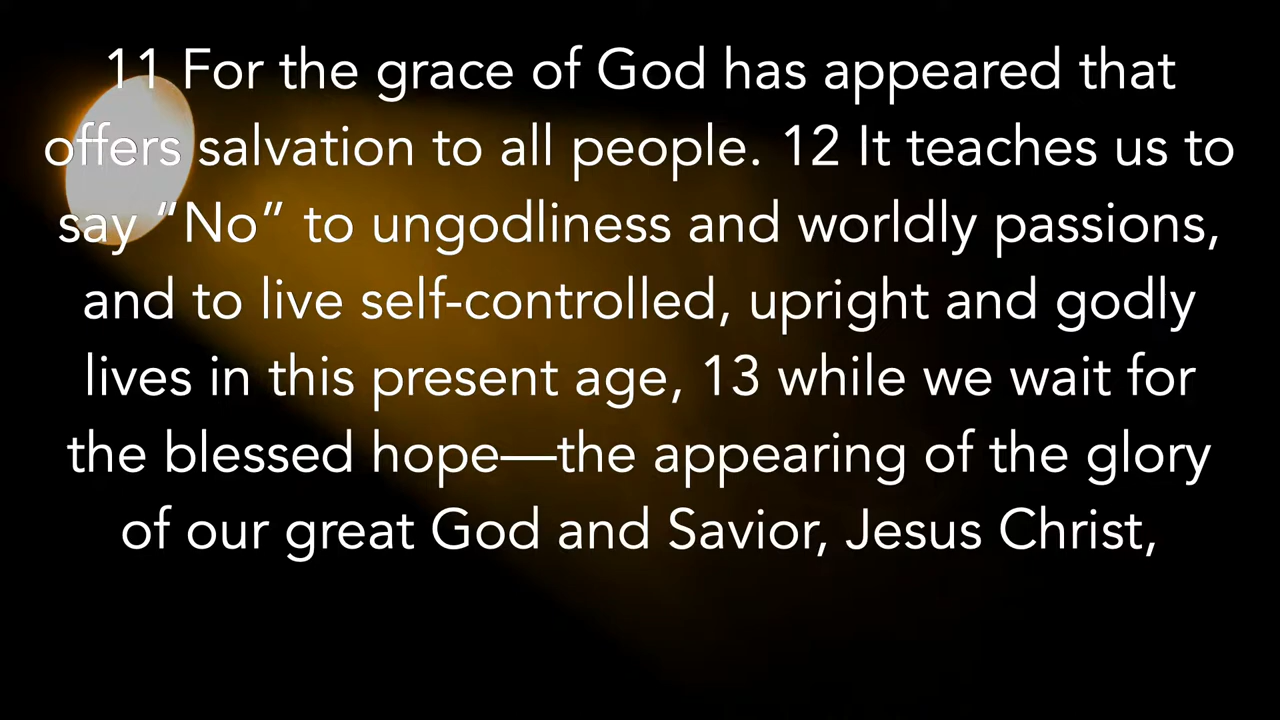 11 For the grace of God has appeared that
offers salvation to all people. 12 It teaches us to
say “No” to ungodliness and worldly passions,
and to live self-controlled, upright and godly
lives in this present age, 13 while we wait for
the blessed hope—the appearing of the glory
of our great God and Savior, Jesus Christ,